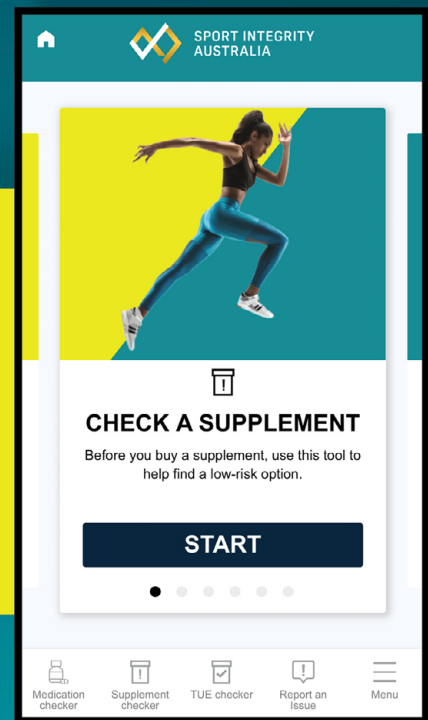 SPORT INTEGRITY
AUSTRALIA
CHECK A SUPPLEMENT
Before you buy a supplement, use this tool to
help find a low-risk option.
START
Medication
checker
Supplement
checker
TUE checker
Report an
Issue
Menu